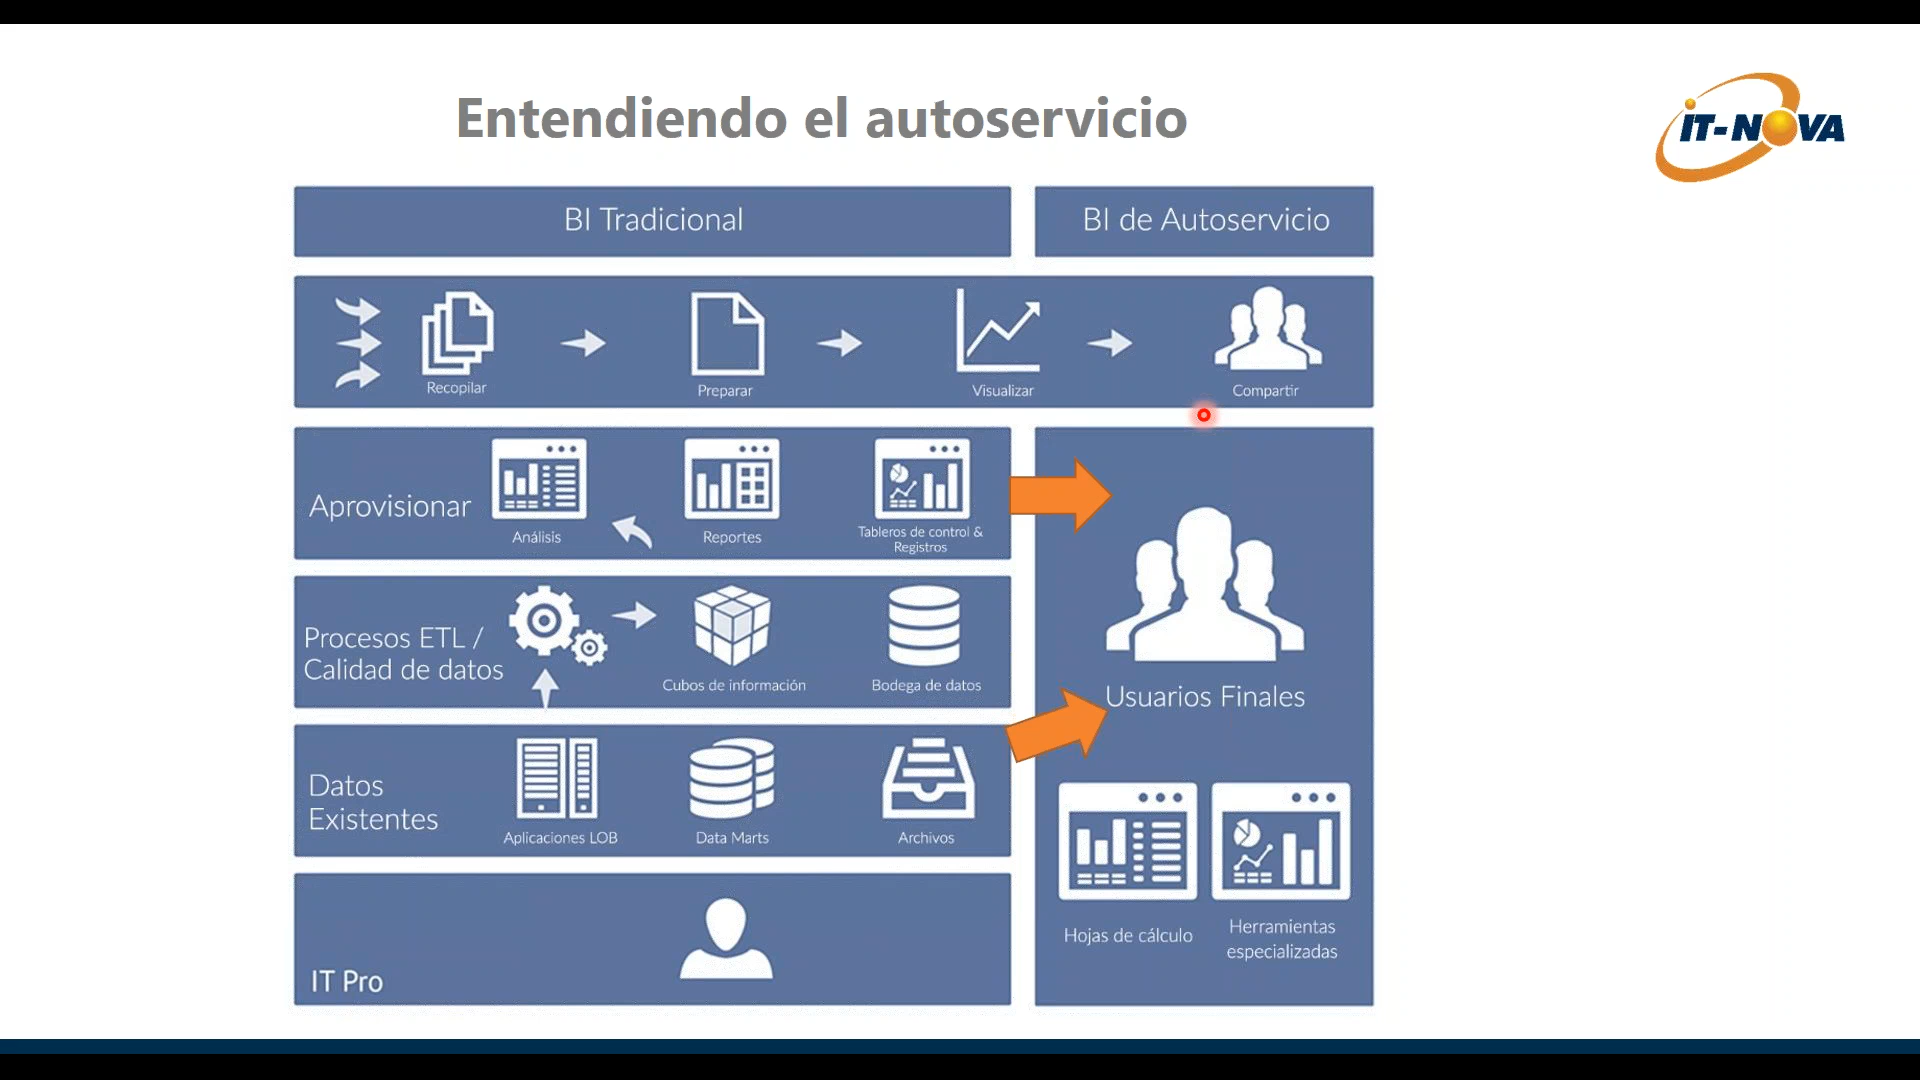 Entendiendo el autoservicio
IT-NOVA
BI Tradicional
BI de Autoservicio
Recopilar
Preparar
Visualizar
Compartir
Aprovisionar
Análisis
Reportes
Tableros de control &
Registros
Procesos ETL /
Calidad de datos
Cubos de información
Bodega de datos
Datos
Existentes
Aplicaciones LOB
Data Marts
Archivos
IT Pro
Usuarios Finales
Hojas de cálculo
Herramientas
especializadas